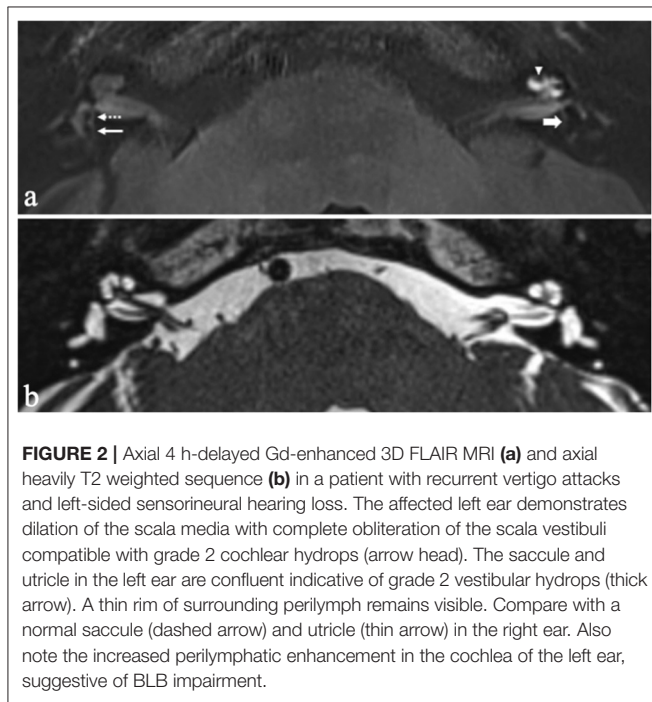 a
b
FIGURE 2 | Axial 4 h-delayed Gd-enhanced 3D FLAIR MRI (a) and axial
heavily T2 weighted sequence (b) in a patient with recurrent vertigo attacks
and left-sided sensorineural hearing loss. The affected left ear demonstrates
dilation of the scala media with complete obliteration of the scala vestibuli
compatible with grade 2 cochlear hydrops (arrow head). The saccule and
utricle in the left ear are confluent indicative of grade 2 vestibular hydrops (thick
arrow). A thin rim of surrounding perilymph remains visible. Compare with a
normal saccule (dashed arrow) and utricle (thin arrow) in the right ear. Also
note the increased perilymphatic enhancement in the cochlea of the left ear,
suggestive of BLB impairment.